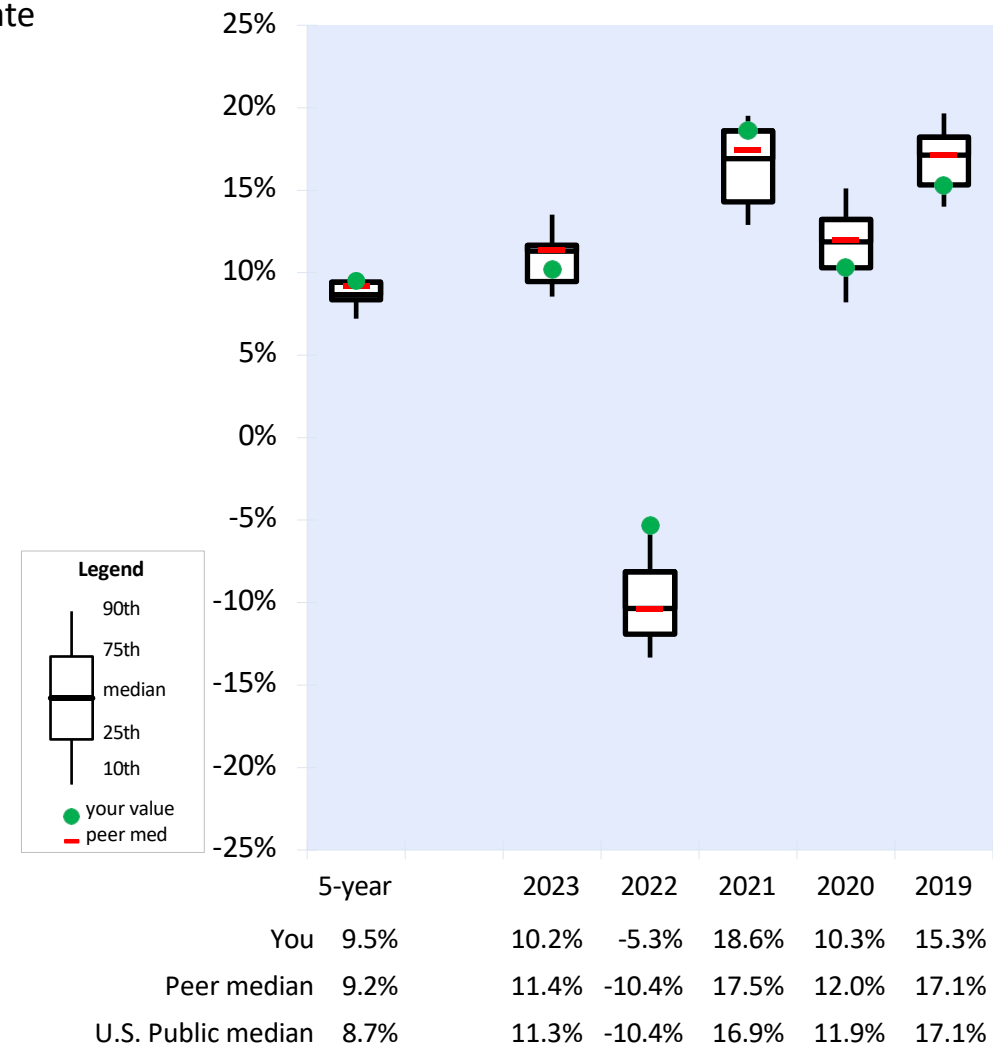 25%
20%
15%
10%
5%
0%
-5%
-10%
-15%
-20%
-25%
Legend
90th
75th
median
25th
10th
your value
peer med
5-year 2023 2022 2021 2020 2019
You 9.5% 10.2% -5.3% 18.6% 10.3% 15.3%
Peer median 9.2% 11.4% -10.4% 17.5% 12.0% 17.1%
U.S. Public median 8.7% 11.3% -10.4% 16.9% 11.9% 17.1%